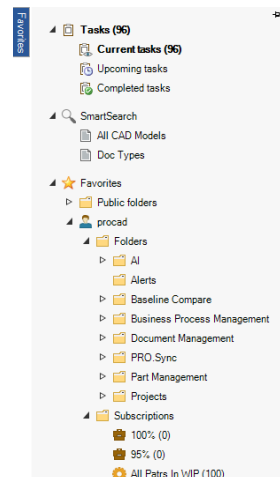 Favorites
Tasks (96)
Current tasks (96)
Upcoming tasks
Completed tasks
SmartSearch
All CAD Models
Doc Types
Favorites
Public folders
procad
Folders
AI
Alerts
Baseline Compare
Business Process Management
Document Management
PRO.Sync
Part Management
Projects
Subscriptions
100% (0)
95% (0)
All Patrs In WIP (100)